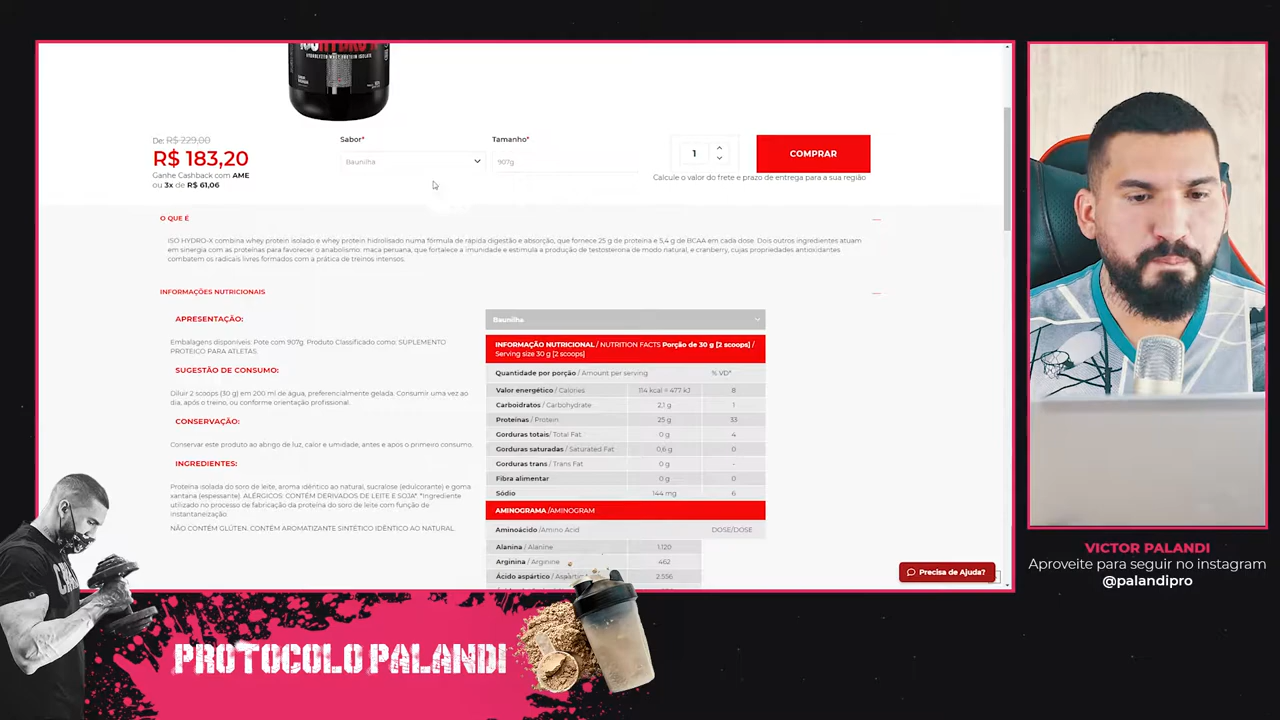 HYDROLYZED WHEY PROTEIN ISOLATE
De: R$ 229,00
R$ 183,20
Ganhe Cashback com AME
ou 3x de R$ 61,06
Sabor*
Baunilha
Tamanho*
907g
1
COMPRAR
Calcule o valor do frete e prazo de entrega para a sua região
O QUE É
ISO HYDRO-X combina whey protein isolado e whey protein hidrolisado numa fórmula de rápida digestão e absorção, que fornece 25 g de proteína e 5,4 g de BCAA em cada dose. Dois outros ingredientes atuam
em sinergia com as proteínas para favorecer o anabolismo: maca peruana, que fortalece a imunidade e estimula a produção de testosterona de modo natural, e cranberry, cujas propriedades antioxidantes
combatem os radicais livres formados com a prática de treinos intensos.
INFORMAÇÕES NUTRICIONAIS
APRESENTAÇÃO:
Embalagens disponíveis: Pote com 907g. Produto Classificado como: SUPLEMENTO
PROTEICO PARA ATLETAS.
SUGESTÃO DE CONSUMO:
Diluir 2 scoops (30 g) em 200 ml de água, preferencialmente gelada. Consumir uma vez ao
dia, após o treino, ou conforme orientação profissional.
CONSERVAÇÃO:
Conservar este produto ao abrigo de luz, calor e umidade, antes e após o primeiro consumo.
INGREDIENTES:
Proteína isolada do soro de leite, aroma idêntico ao natural, sucralose (edulcorante) e goma
xantana (espessante). ALÉRGICOS: CONTÉM DERIVADOS DE LEITE E SOJA*. *Ingrediente
utilizado no processo de fabricação da proteína do soro de leite com função de
instantaneização.
NÃO CONTÉM GLÚTEN. CONTÉM AROMATIZANTE SINTÉTICO IDÊNTICO AO NATURAL.
Baunilha
INFORMAÇÃO NUTRICIONAL / NUTRITION FACTS Porção de 30 g [2 scoops] /
Serving size 30 g [2 scoops]
Quantidade por porção / Amount per serving % VD*
Valor energético / Calories 114 kcal = 477 kJ 8
Carboidratos / Carbohydrate 2,1 g 1
Proteínas / Protein 25 g 33
Gorduras totais/ Total Fat 0 g 4
Gorduras saturadas / Saturated Fat 0,6 g 0
Gorduras trans / Trans Fat 0 g -
Fibra alimentar 0 g 0
Sódio 144 mg 6
AMINOGRAMA /AMINOGRAM
Aminoácido /Amino Acid DOSE/DOSE
Alanina / Alanine 1.120
Arginina / Arginine 462
Ácido aspártico / 2.556
Precisa de Ajuda?
VICTOR PALANDI
Aproveite para seguir no instagram
@palandipro
PROTOCOLO PALANDI